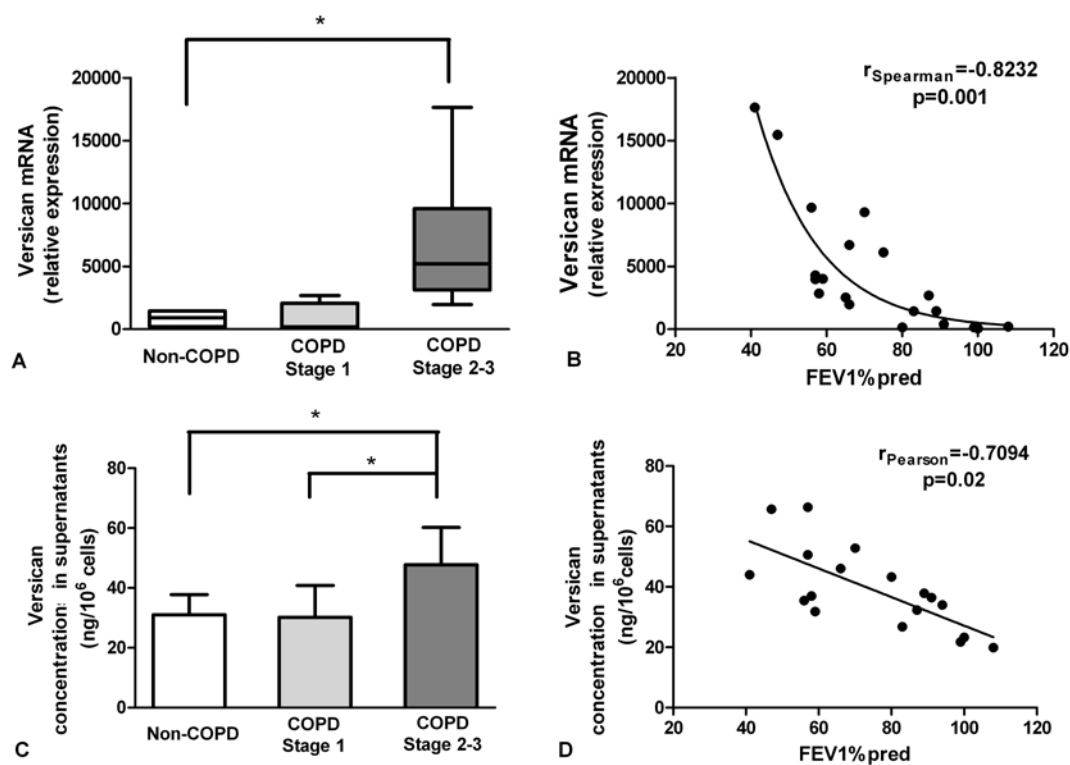 *
20000
15000
10000
5000
0
Versican mRNA
(relative expression)
Non-COPD
COPD
Stage 1
COPD
Stage 2-3
A
rSpearman=-0.8232
p=0.001
20000
15000
10000
5000
0
Versican mRNA
(relative exression)
20 40 60 80 100 120
FEV1%pred
B
*
*
80
60
40
20
0
Versican
concentration in supernatants
(ng/10⁶ cells)
Non-COPD
COPD
Stage 1
COPD
Stage 2-3
C
rPearson=-0.7094
p=0.02
80
60
40
20
0
Versican
concentration in supernatants
(ng/10⁶cells)
20 40 60 80 100 120
FEV1%pred
D